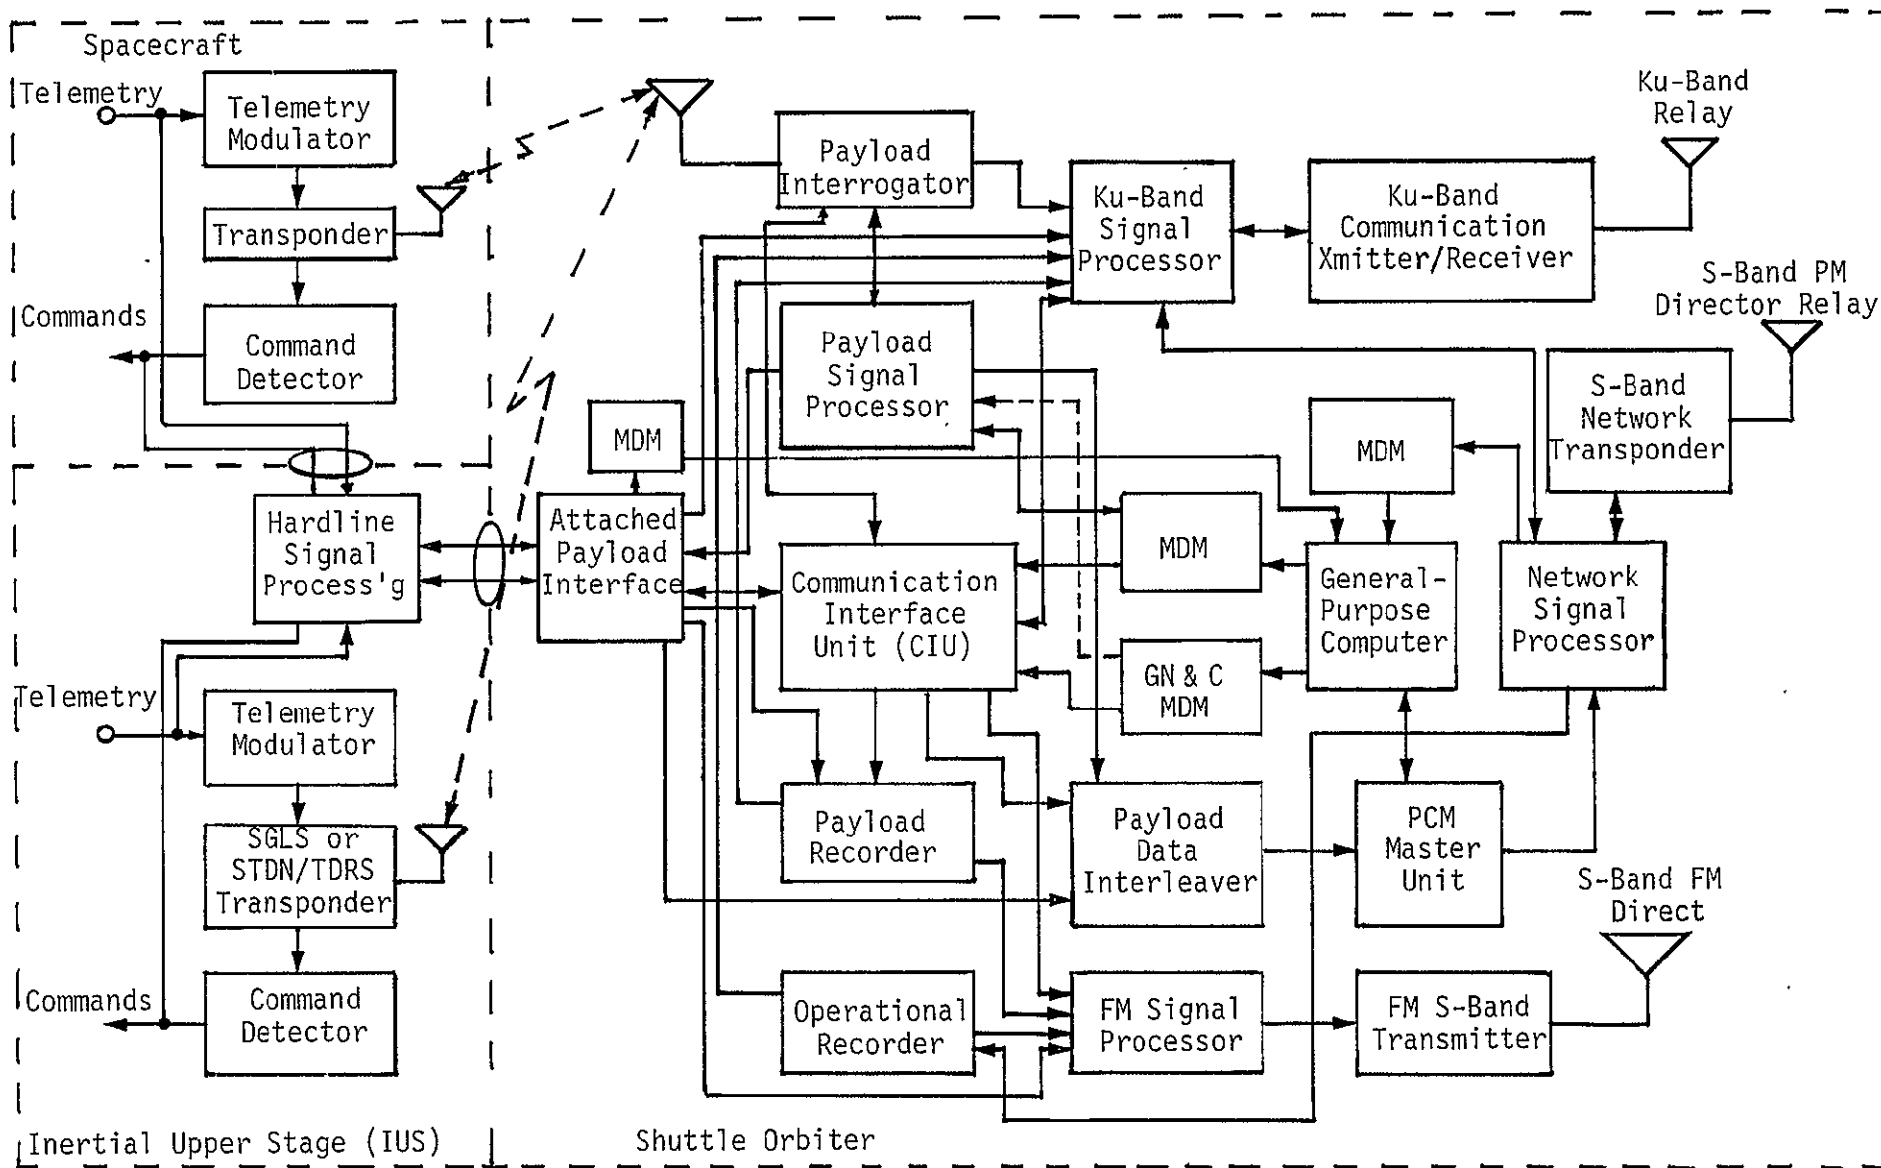 Spacecraft
Telemetry
Telemetry
Modulator
Transponder
Commands
Command
Detector
Hardline
Signal
Process'g
Telemetry
Telemetry
Modulator
SGLS or
STDN/TDRS
Transponder
Commands
Command
Detector
Inertial Upper Stage (IUS)
Payload
Interrogator
Ku-Band
Signal
Processor
Ku-Band
Communication
Xmitter/Receiver
Ku-Band
Relay
S-Band PM
Director Relay
Payload
Signal
Processor
MDM
MDM
S-Band
Network
Transponder
Attached
Payload
Interface
Communication
Interface
Unit (CIU)
MDM
GN & C
MDM
General-
Purpose
Computer
Network
Signal
Processor
Payload
Recorder
Payload
Data
Interleaver
PCM
Master
Unit
S-Band FM
Direct
Operational
Recorder
FM Signal
Processor
FM S-Band
Transmitter
Shuttle Orbiter